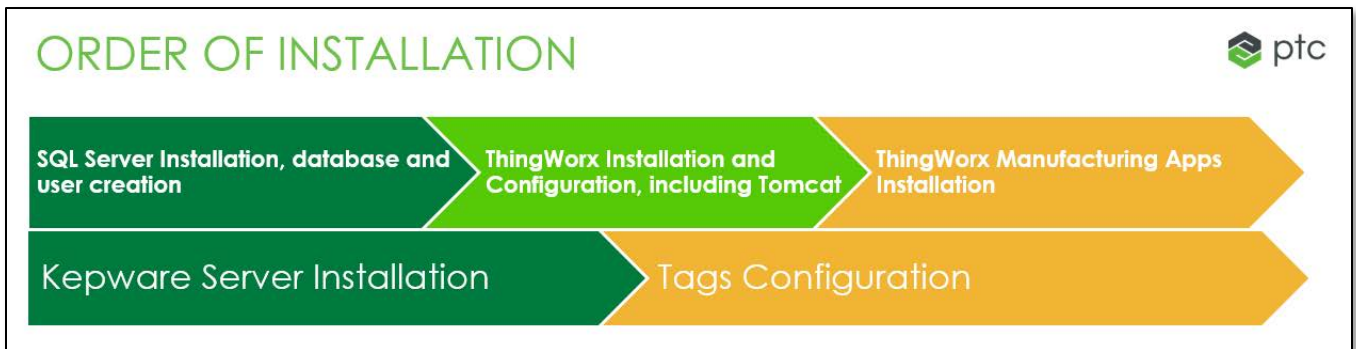 ORDER OF INSTALLATION
ptc
SQL Server Installation, database and
user creation
ThingWorx Installation and
Configuration, including Tomcat
ThingWorx Manufacturing Apps
Installation
Kepware Server Installation
Tags Configuration